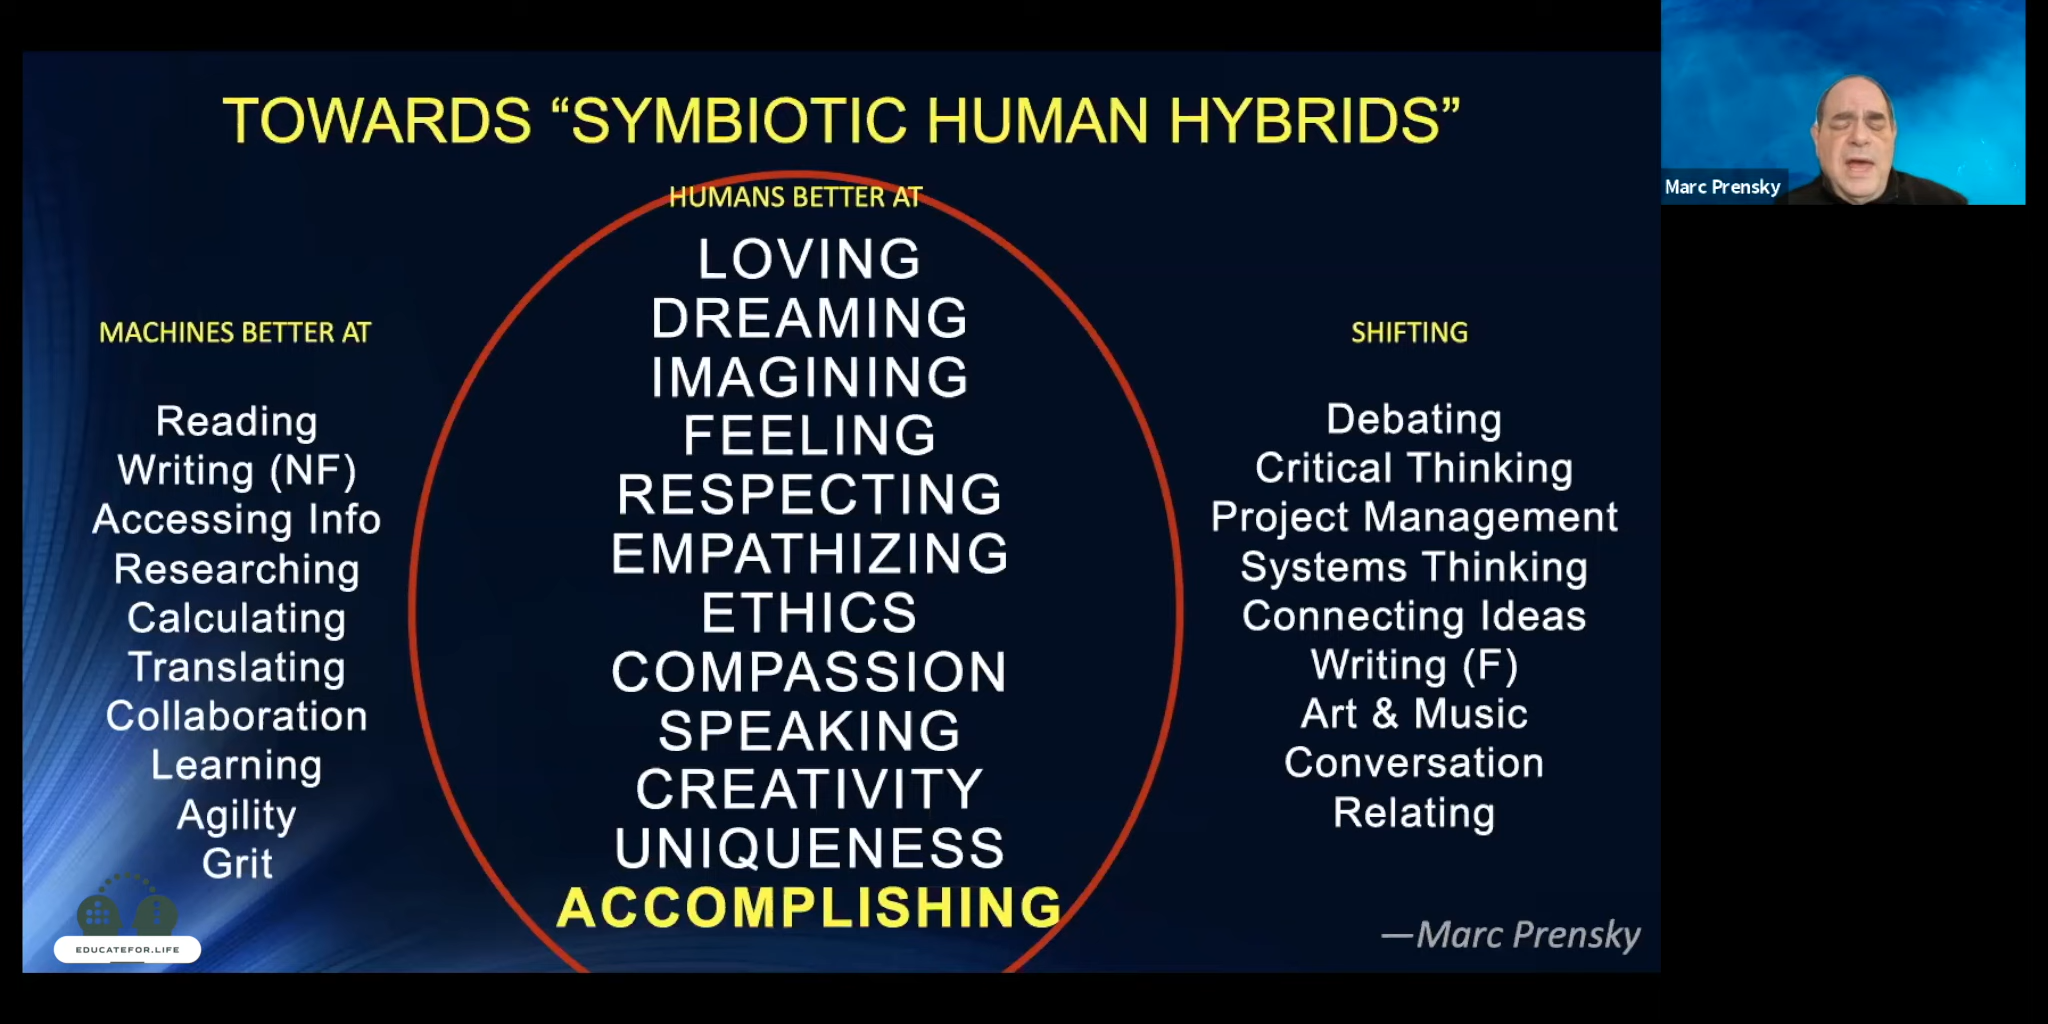 TOWARDS “SYMBIOTIC HUMAN HYBRIDS”
MACHINES BETTER AT
Reading
Writing (NF)
Accessing Info
Researching
Calculating
Translating
Collaboration
Learning
Agility
Grit
HUMANS BETTER AT
LOVING
DREAMING
IMAGINING
FEELING
RESPECTING
EMPATHIZING
ETHICS
COMPASSION
SPEAKING
CREATIVITY
UNIQUENESS
ACCOMPLISHING
SHIFTING
Debating
Critical Thinking
Project Management
Systems Thinking
Connecting Ideas
Writing (F)
Art & Music
Conversation
Relating
—Marc Prensky
EDUCATEFOR.LIFE
Marc Prensky